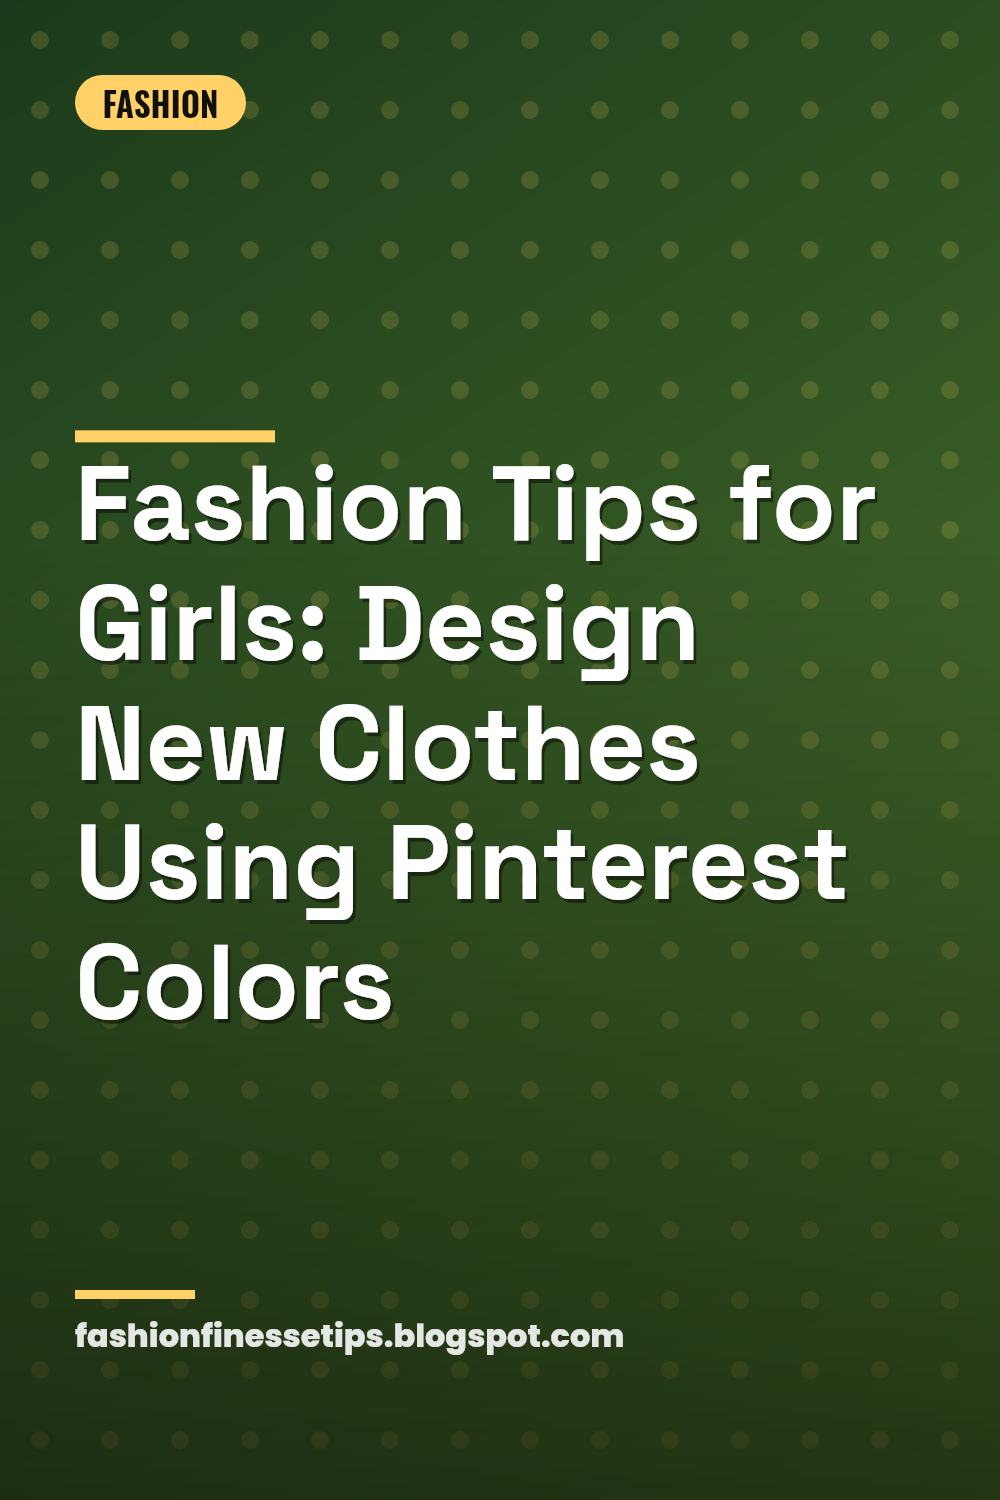 FASHION
Fashion Tips for
Girls: Design
New Clothes
Using Pinterest
Colors
fashionfinessetips.blogspot.com